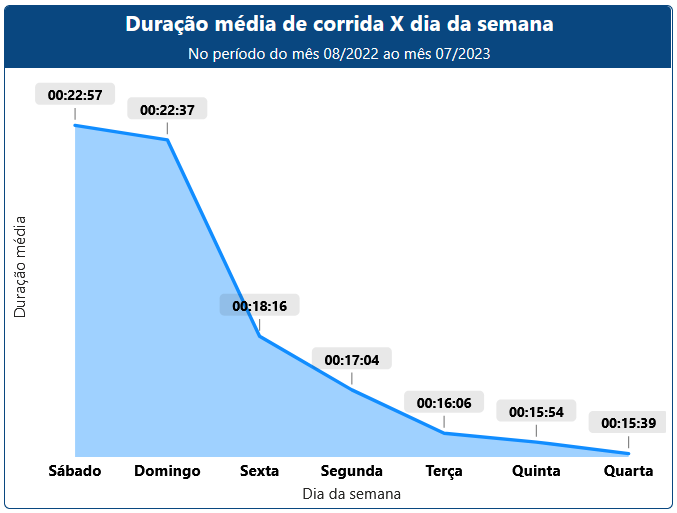 Duração média de corrida X dia da semana
No período do mês 08/2022 ao mês 07/2023
00:22:57
00:22:37
00:18:16
00:17:04
00:16:06
00:15:54
00:15:39
Duração média
Sábado Domingo Sexta Segunda Terça Quinta Quarta
Dia da semana